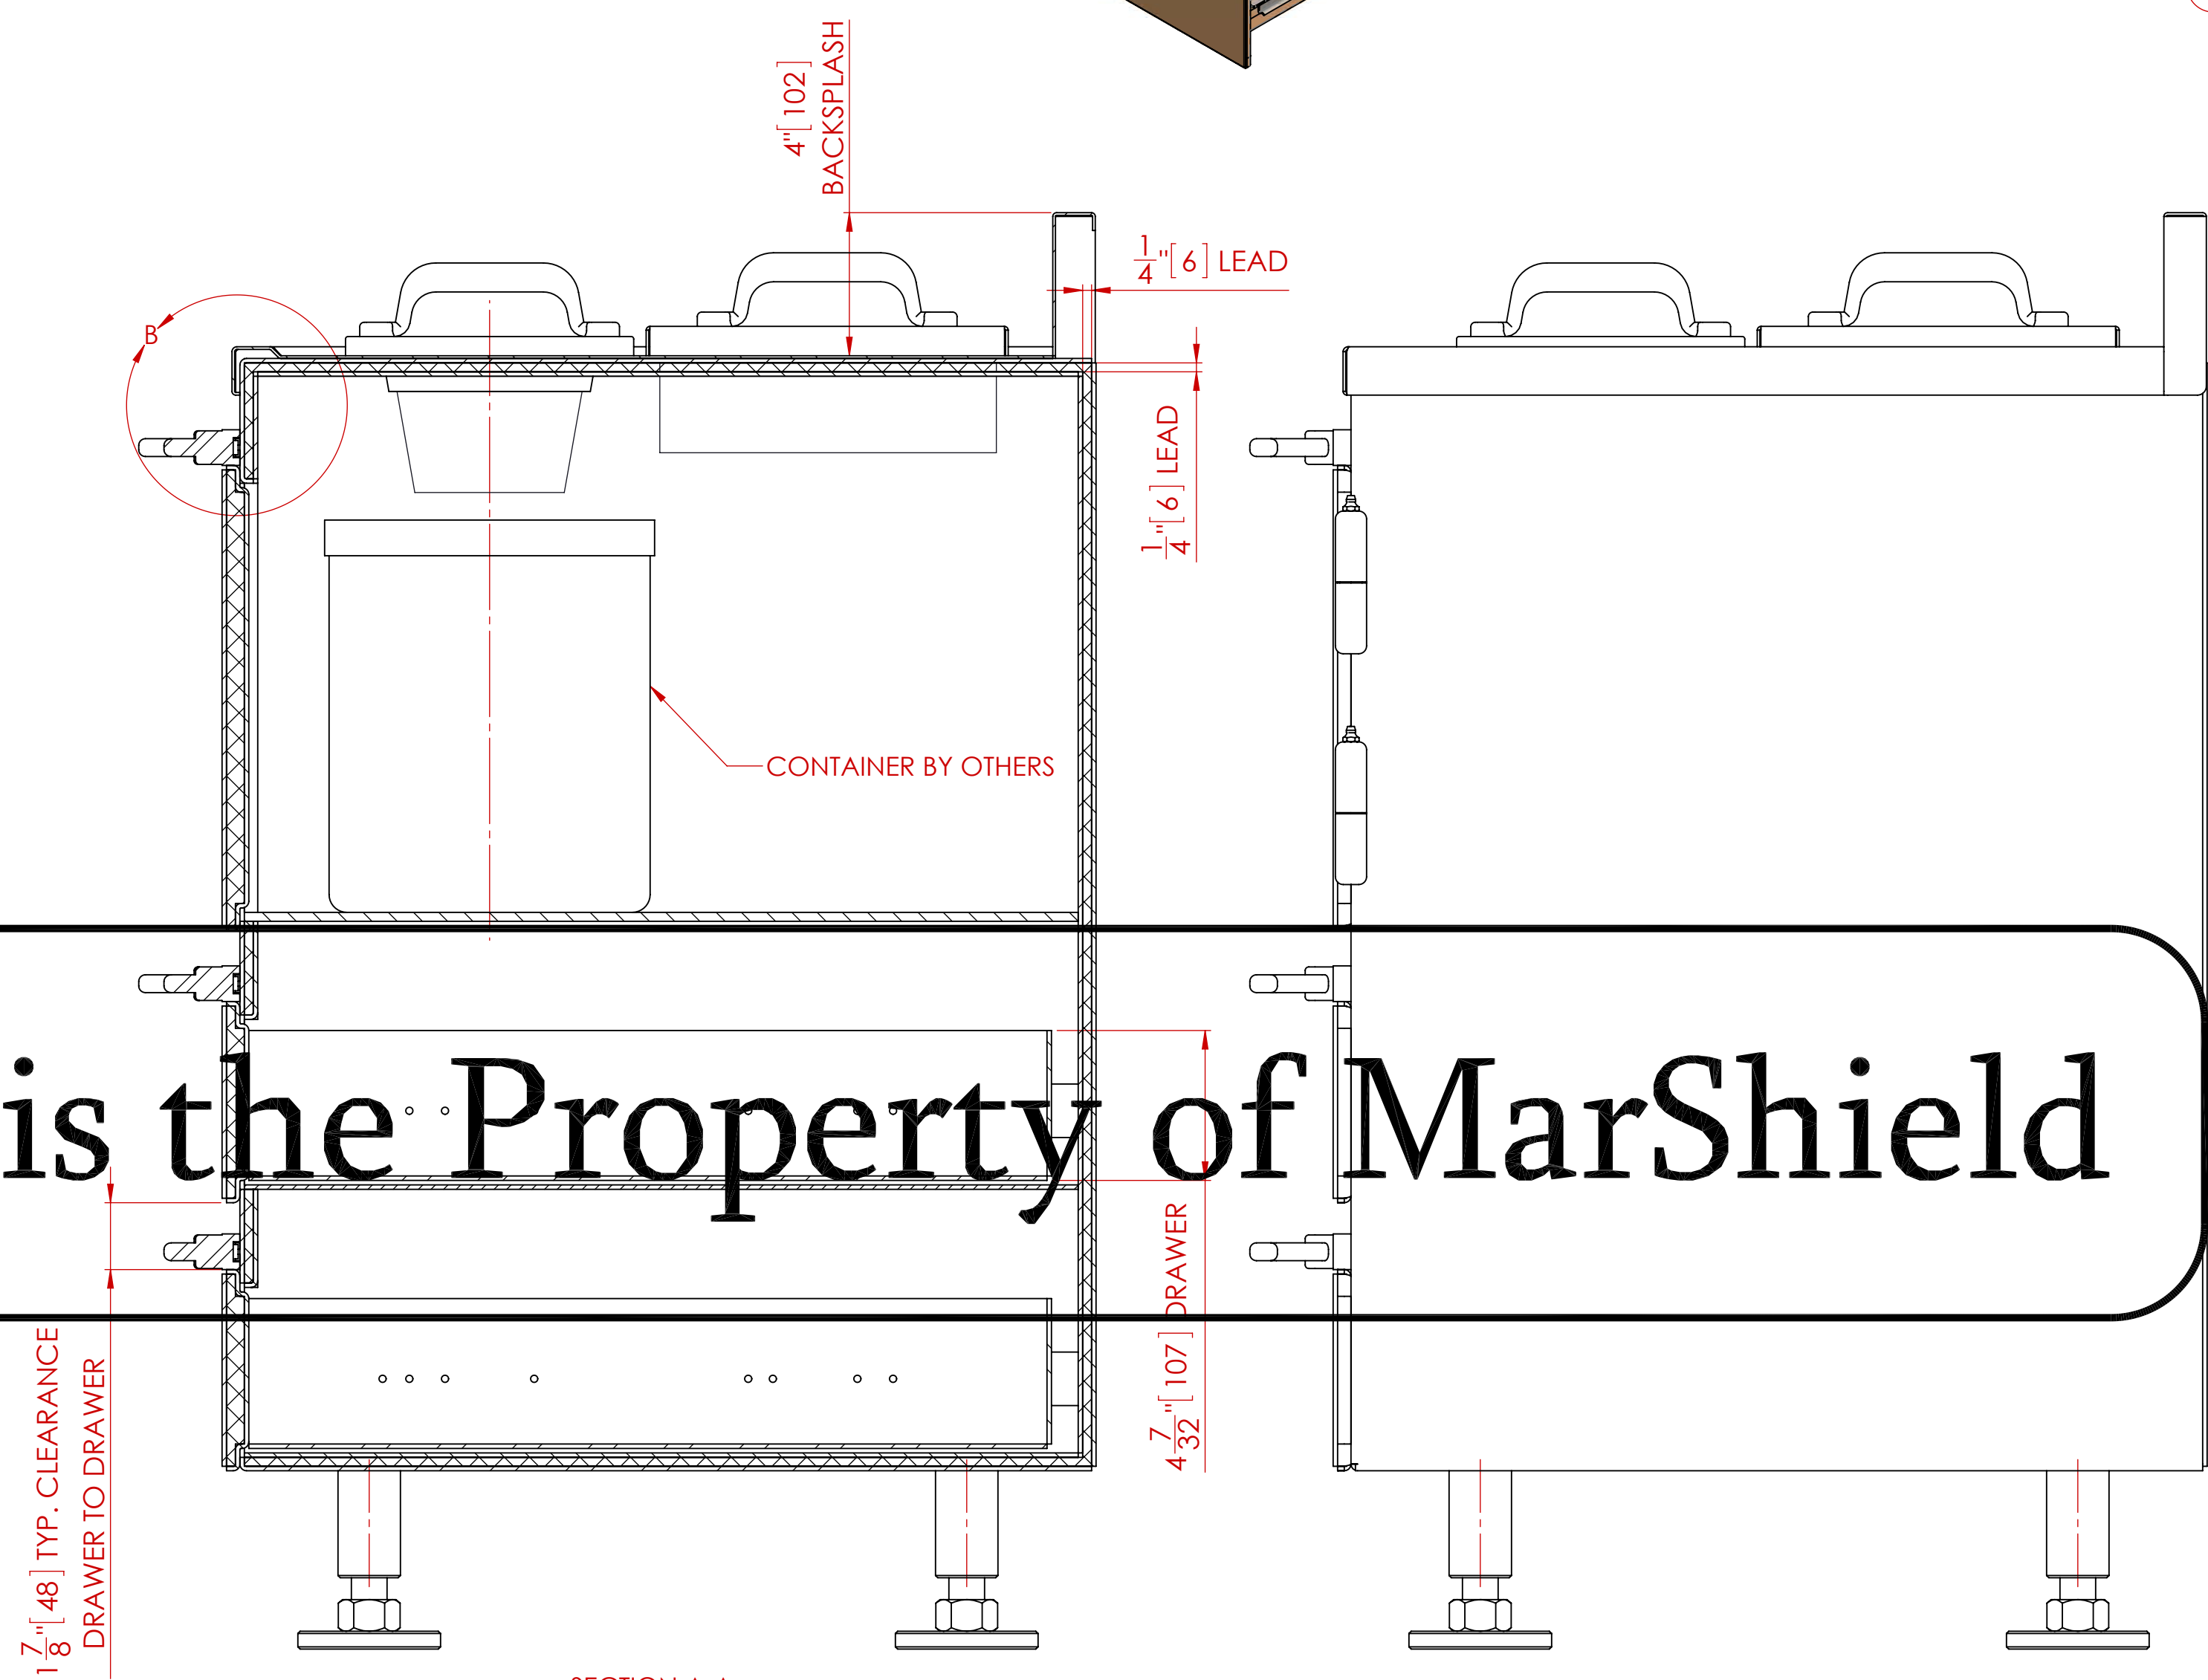 4"[102]
BACKSPLASH
1/4"[6] LEAD
B
1/4"[6] LEAD
CONTAINER BY OTHERS
is the Property of MarShield
4 7/32"[107] DRAWER
1 7/8"[48] TYP. CLEARANCE
DRAWER TO DRAWER